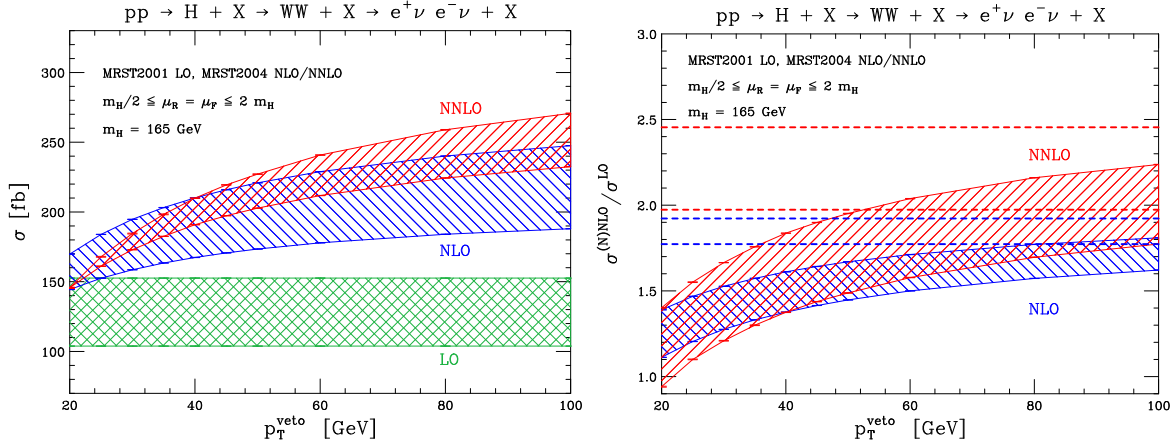 pp → H + X → WW + X → e⁺ν e⁻ν + X
MRST2001 LO, MRST2004 NLO/NNLO
m_H/2 ≦ μ_R = μ_F ≦ 2 m_H
m_H = 165 GeV
NNLO
NLO
LO
σ [fb]
300
250
200
150
100
20 40 60 80 100
p_T^veto [GeV]
pp → H + X → WW + X → e⁺ν e⁻ν + X
MRST2001 LO, MRST2004 NLO/NNLO
m_H/2 ≦ μ_R = μ_F ≦ 2 m_H
m_H = 165 GeV
NNLO
NLO
σ^(N)NLO/σ^LO
3.0
2.5
2.0
1.5
1.0
20 40 60 80 100
p_T^veto [GeV]